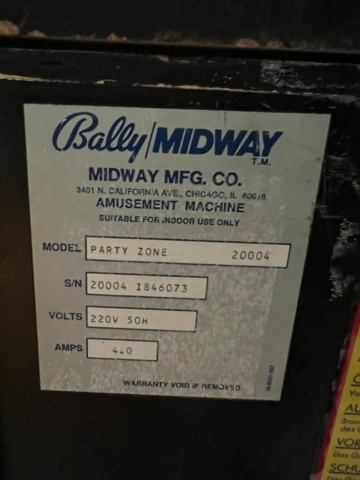 Bally/MIDWAY
T.M.
MIDWAY MFG. CO.
3401 N. CALIFORNIA AVE., CHICAGO, IL 60618
AMUSEMENT MACHINE
SUITABLE FOR INDOOR USE ONLY
MODEL PARTY ZONE 20004
S/N 20004 I846073
VOLTS 220V 50H
AMPS 4.0
WARRANTY VOID IF REMOVED